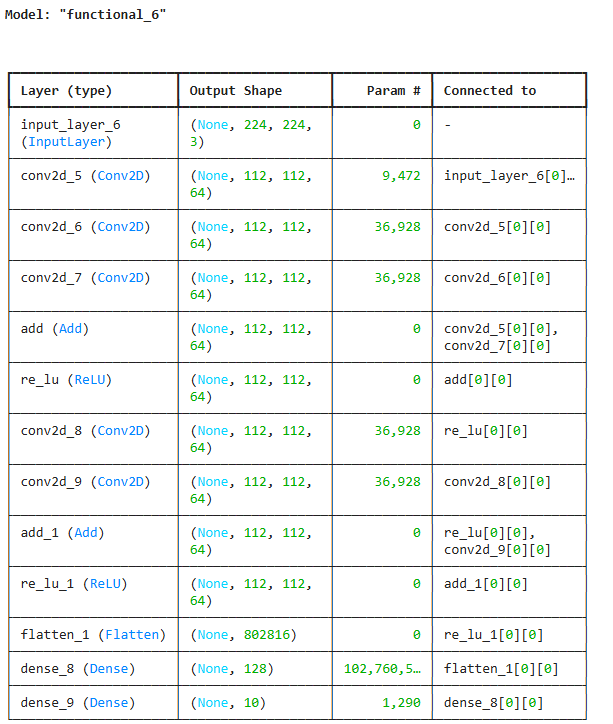 Model: "functional_6"
Layer (type) Output Shape Param # Connected to
input_layer_6 (None, 224, 224, 0 -
(InputLayer) 3)
conv2d_5 (Conv2D) (None, 112, 112, 9,472 input_layer_6[0]…
64)
conv2d_6 (Conv2D) (None, 112, 112, 36,928 conv2d_5[0][0]
64)
conv2d_7 (Conv2D) (None, 112, 112, 36,928 conv2d_6[0][0]
64)
add (Add) (None, 112, 112, 0 conv2d_5[0][0],
64) conv2d_7[0][0]
re_lu (ReLU) (None, 112, 112, 0 add[0][0]
64)
conv2d_8 (Conv2D) (None, 112, 112, 36,928 re_lu[0][0]
64)
conv2d_9 (Conv2D) (None, 112, 112, 36,928 conv2d_8[0][0]
64)
add_1 (Add) (None, 112, 112, 0 re_lu[0][0],
64) conv2d_9[0][0]
re_lu_1 (ReLU) (None, 112, 112, 0 add_1[0][0]
64)
flatten_1 (Flatten) (None, 802816) 0 re_lu_1[0][0]
dense_8 (Dense) (None, 128) 102,760,5… flatten_1[0][0]
dense_9 (Dense) (None, 10) 1,290 dense_8[0][0]